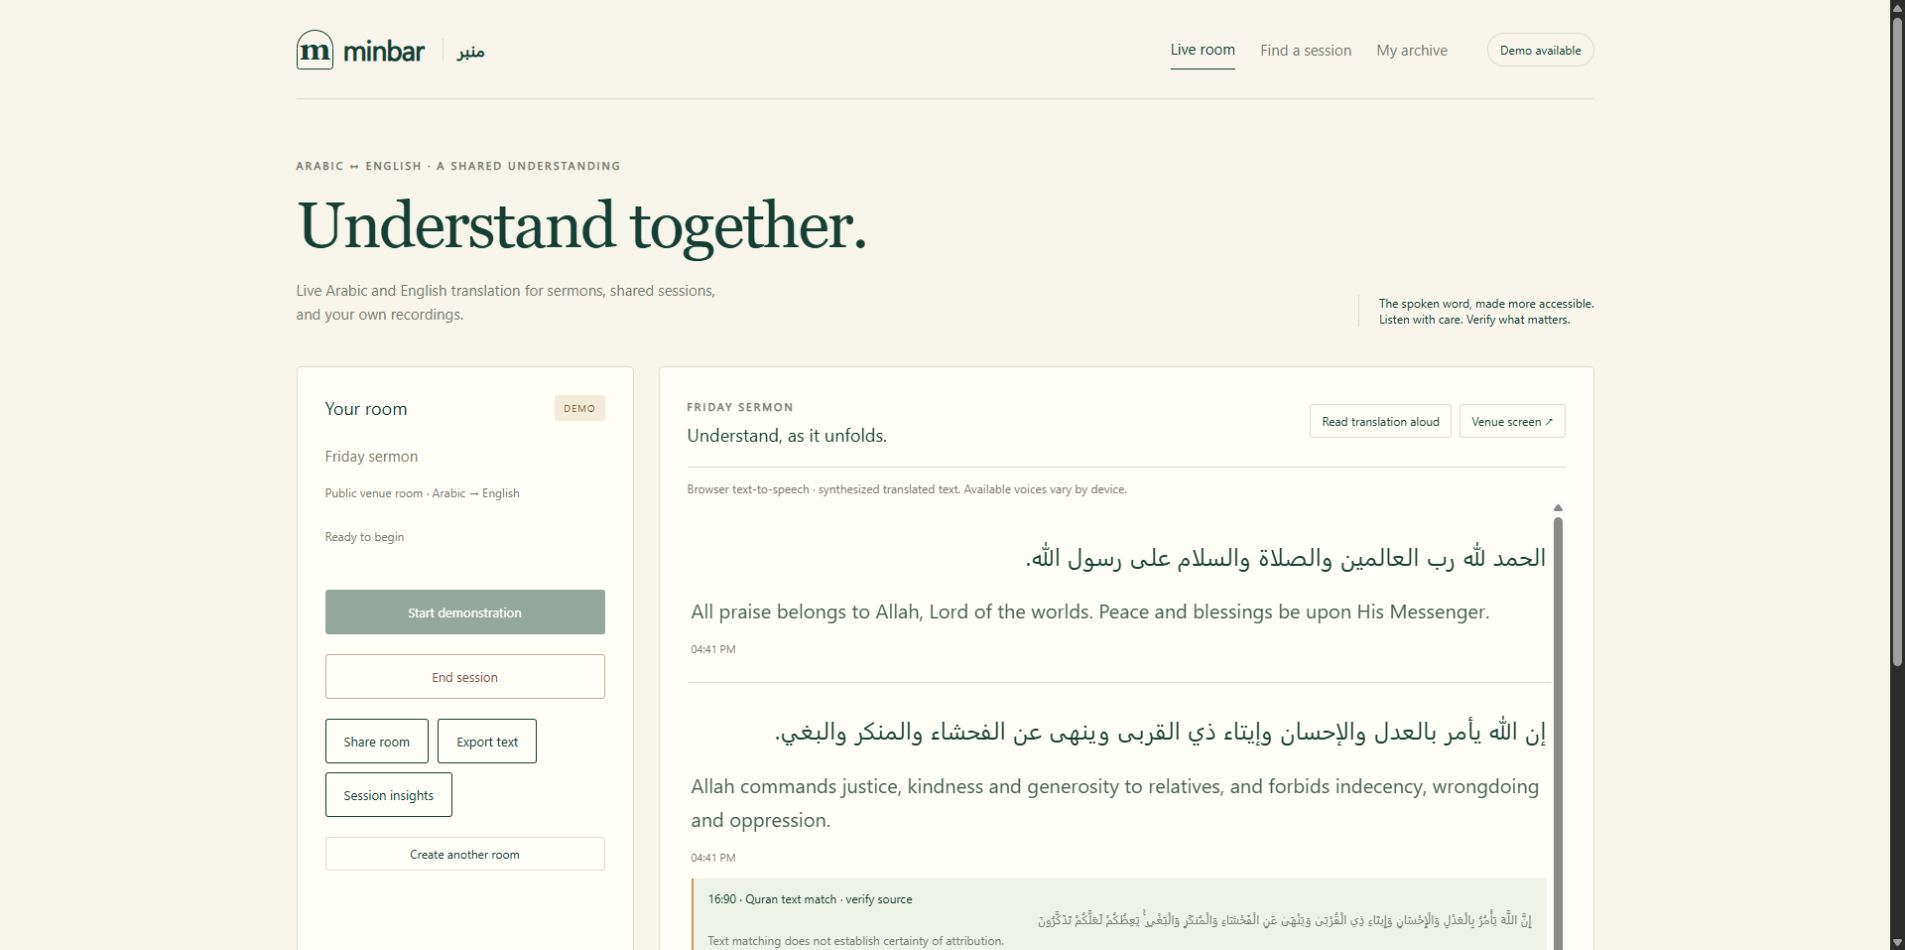 m minbar منبر
Live room
Find a session
My archive
Demo available
ARABIC ↔ ENGLISH · A SHARED UNDERSTANDING
Understand together.
Live Arabic and English translation for sermons, shared sessions,
and your own recordings.
The spoken word, made more accessible.
Listen with care. Verify what matters.
Your room
DEMO
Friday sermon
Public venue room · Arabic → English
Ready to begin
Start demonstration
End session
Share room
Export text
Session insights
Create another room
FRIDAY SERMON
Understand, as it unfolds.
Read translation aloud
Venue screen ↗
Browser text-to-speech · synthesized translated text. Available voices vary by device.
الحمد لله رب العالمين والصلاة والسلام على رسول الله.
All praise belongs to Allah, Lord of the worlds. Peace and blessings be upon His Messenger.
04:41 PM
إن الله يأمر بالعدل والإحسان وإيتاء ذي القربى وينهى عن الفحشاء والمنكر والبغي.
Allah commands justice, kindness and generosity to relatives, and forbids indecency, wrongdoing
and oppression.
04:41 PM
16:90 · Quran text match · verify source
إِنَّ اللَّهَ يَأْمُرُ بِالْعَدْلِ وَالْإِحْسَانِ وَإِيتَاءِ ذِي الْقُرْبَىٰ وَيَنْهَىٰ عَنِ الْفَحْشَاءِ وَالْمُنكَرِ وَالْبَغْيِ ۚ يَعِظُكُمْ لَعَلَّكُمْ تَذَكَّرُونَ
Text matching does not establish certainty of attribution.